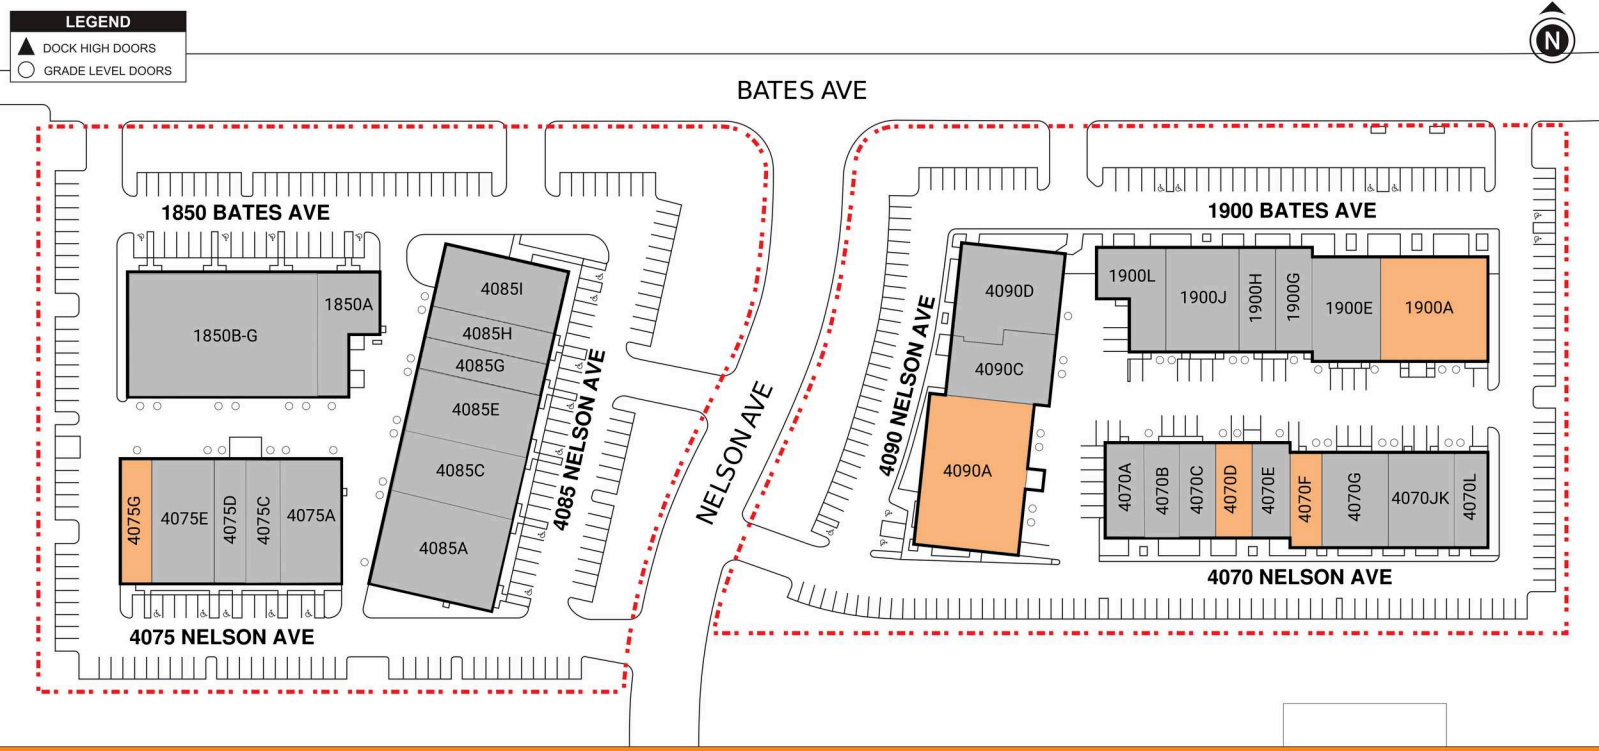 LEGEND
DOCK HIGH DOORS
GRADE LEVEL DOORS
N
BATES AVE
1850 BATES AVE
1850B-G
1850A
4085I
4085H
4085G
4085E
4085C
4085A
4085 NELSON AVE
4075G
4075E
4075D
4075C
4075A
4075 NELSON AVE
NELSON AVE
1900 BATES AVE
4090 NELSON AVE
4090D
4090C
4090A
1900L
1900J
1900H
1900G
1900E
1900A
4070A
4070B
4070C
4070D
4070E
4070F
4070G
4070JK
4070L
4070 NELSON AVE